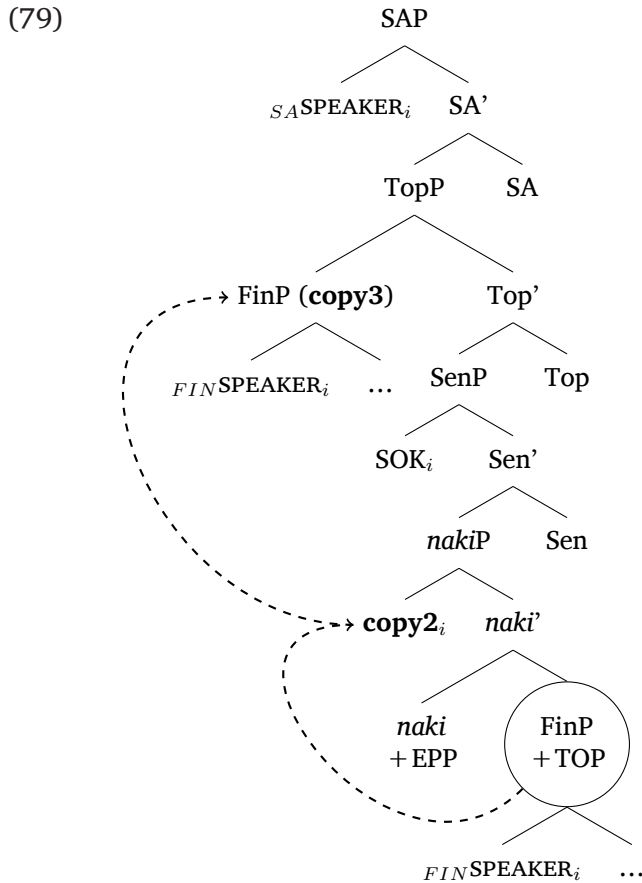 (79) SAP
SASPEAKERi SA’
TopP SA
FinP (copy3) Top’
FINSPEAKERi ... SenP Top
SOKi Sen’
nakiP Sen
copy2i naki’
naki FinP
+EPP +TOP
FINSPEAKERi ...